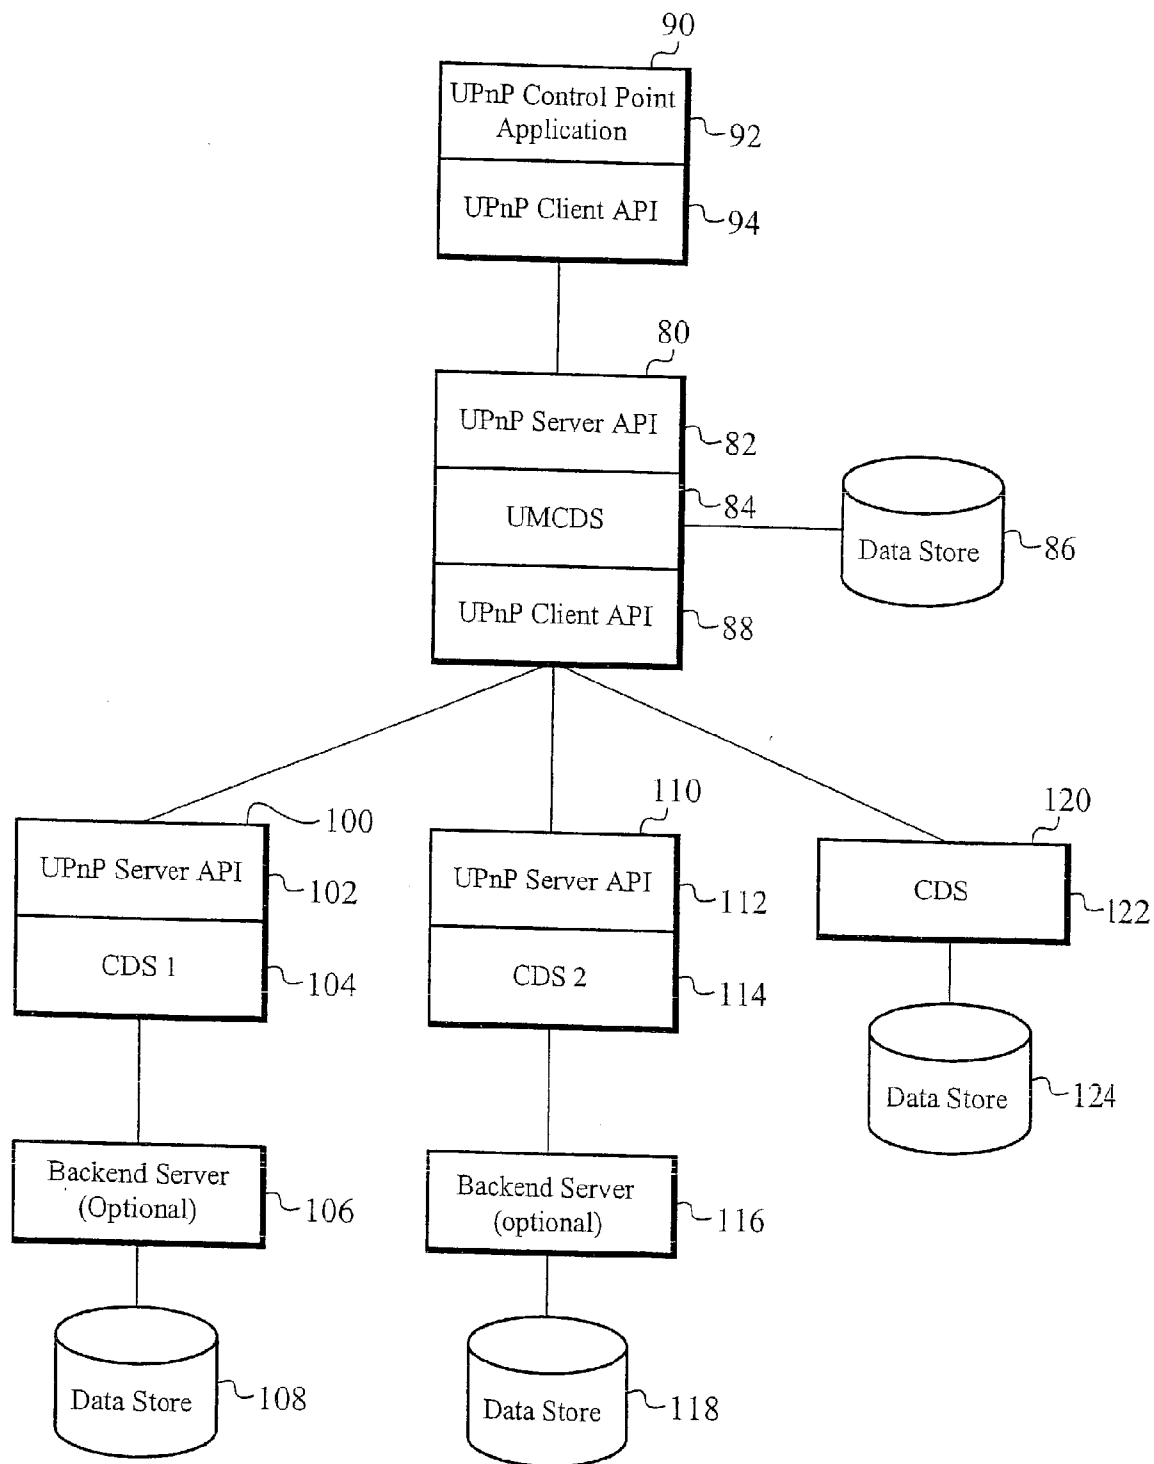 90
UPnP Control Point
Application
92
UPnP Client API
94
80
UPnP Server API
82
UMCDS
84
Data Store
86
UPnP Client API
88
100
UPnP Server API
102
CDS 1
104
110
UPnP Server API
112
CDS 2
114
120
CDS
122
Data Store
124
Backend Server
(Optional)
106
Backend Server
(optional)
116
Data Store
108
Data Store
118